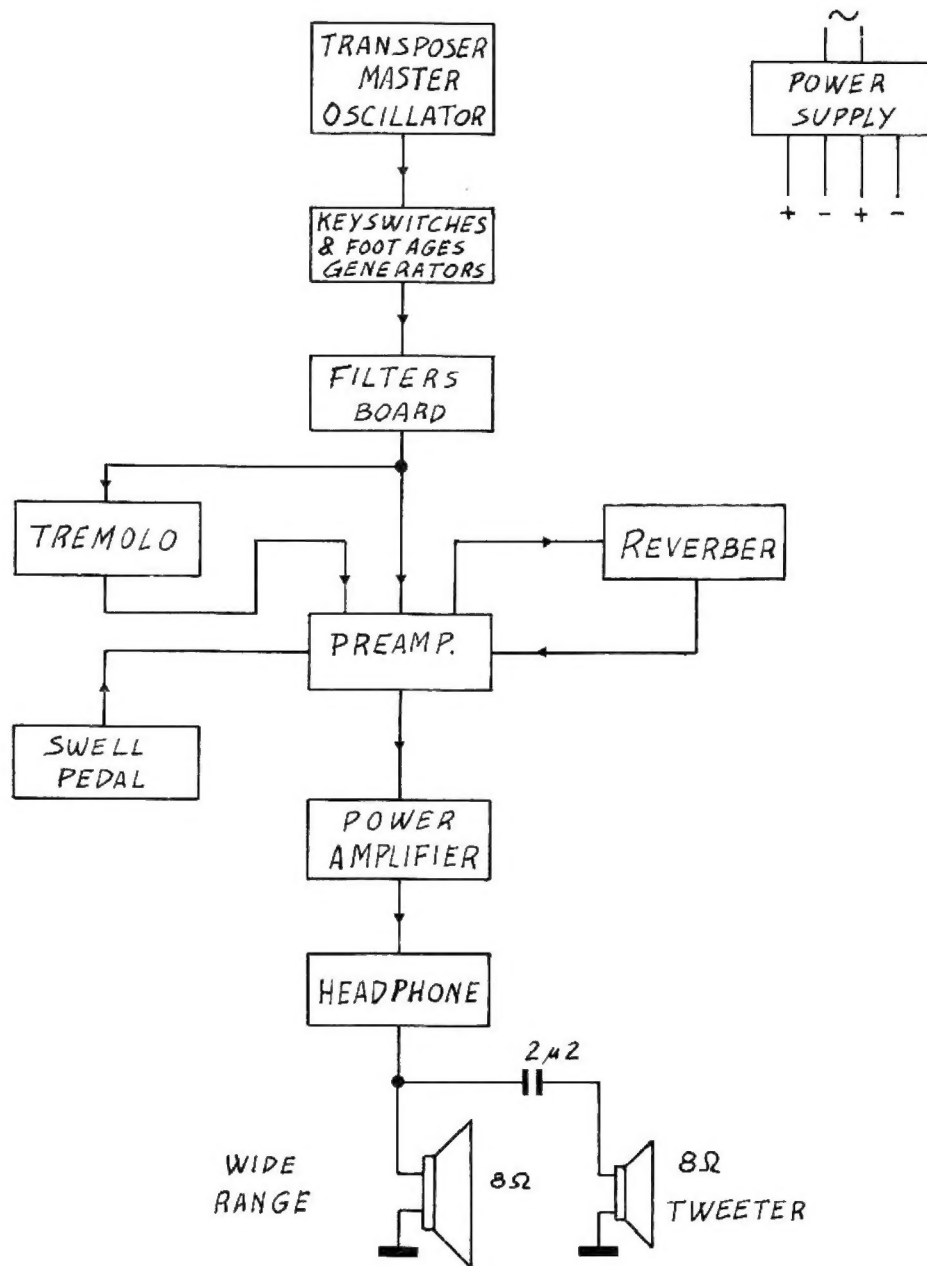 TRANSPOSER
MASTER
OSCILLATOR
~
POWER
SUPPLY
+ - + -
KEYSWITCHES
& FOOTAGES
GENERATORS
FILTERS
BOARD
TREMOLO
REVERBER
PREAMP.
SWELL
PEDAL
POWER
AMPLIFIER
HEADPHONE
2µ2
WIDE
RANGE
8Ω
8Ω
TWEETER